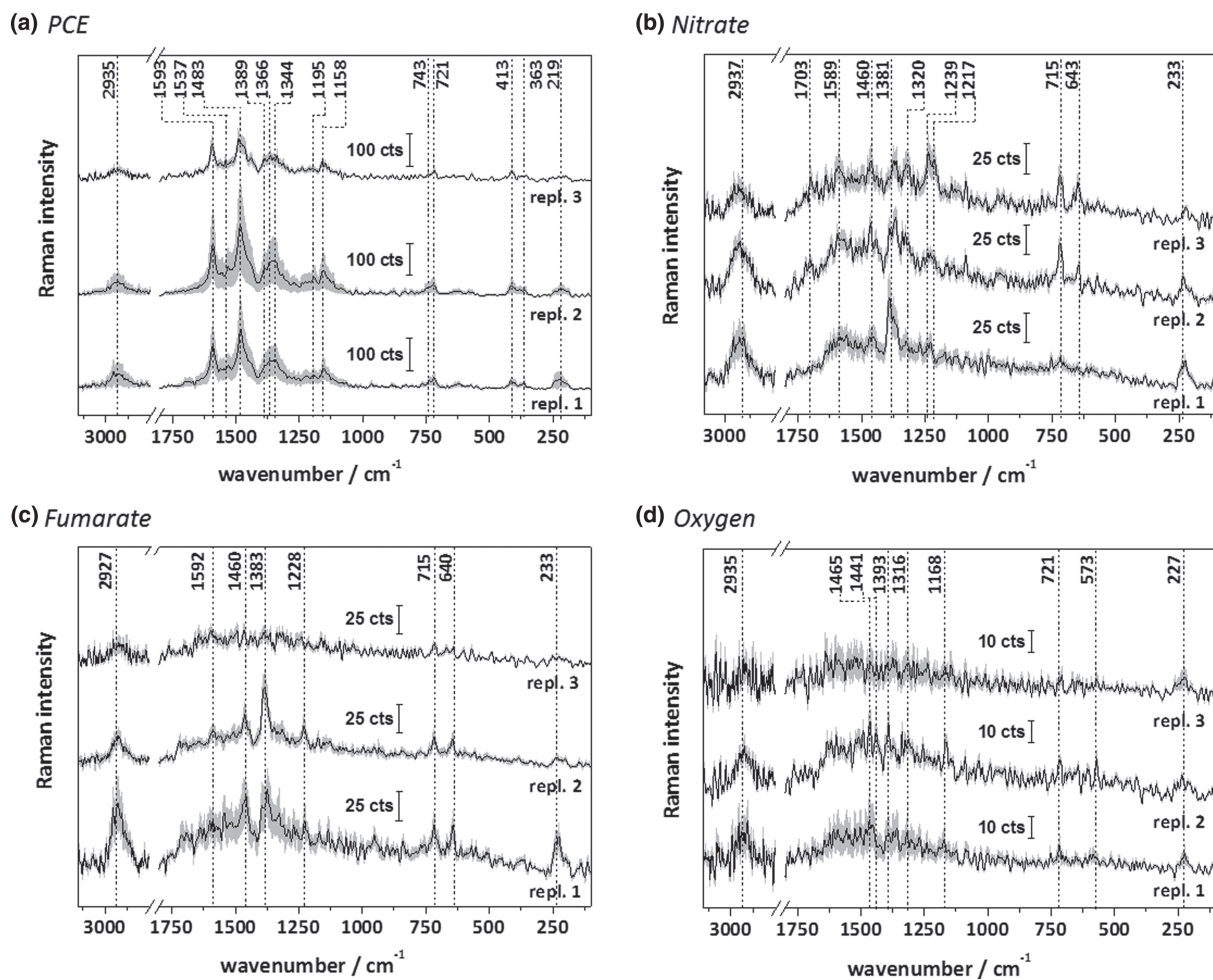 (a) PCE
2935 1593 1537 1483 1389 1366 1344 1195 1158 743 721 413 363 219
Raman intensity
100 cts
repl. 3
100 cts
repl. 2
100 cts
repl. 1
3000 1750 1500 1250 1000 750 500 250
wavenumber / cm-1
(b) Nitrate
2937 1703 1589 1460 1381 1320 1239 1217 715 643 233
Raman intensity
25 cts
repl. 3
25 cts
repl. 2
25 cts
repl. 1
3000 1750 1500 1250 1000 750 500 250
wavenumber / cm-1
(c) Fumarate
2927 1592 1460 1383 1228 715 640 233
Raman intensity
25 cts
repl. 3
25 cts
repl. 2
25 cts
repl. 1
3000 1750 1500 1250 1000 750 500 250
wavenumber / cm-1
(d) Oxygen
2935 1465 1441 1393 1316 1168 721 573 227
Raman intensity
10 cts
repl. 3
10 cts
repl. 2
10 cts
repl. 1
3000 1750 1500 1250 1000 750 500 250
wavenumber / cm-1